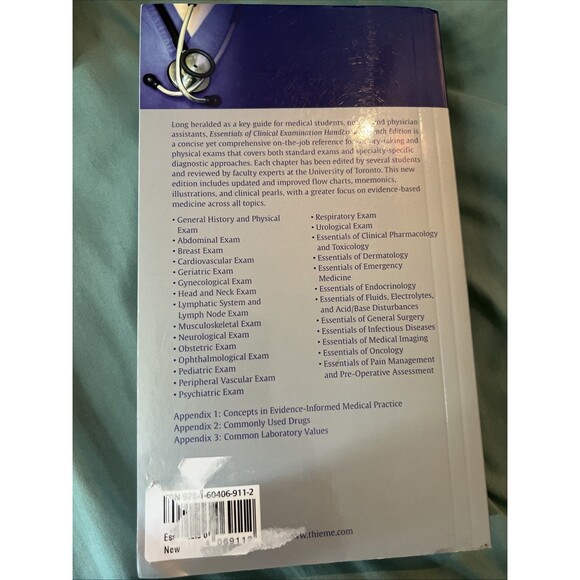 Long heralded as a key guide for medical students, and physician
assistants, Essentials of Clinical Examination Edition is
a concise yet comprehensive on-the-job reference and
physical exams that covers both standard exams and specialty-specific
diagnostic approaches. Each chapter has been edited by several students
and reviewed by faculty experts at the University of Toronto. This new
edition includes updated and improved flow charts, mnemonics,
illustrations, and clinical pearls, with a greater focus on evidence-based
medicine across all topics.
• General History and Physical
Exam
• Abdominal Exam
• Breast Exam
• Cardiovascular Exam
• Geriatric Exam
• Gynecological Exam
• Head and Neck Exam
• Lymphatic System and
Lymph Node Exam
• Musculoskeletal Exam
• Neurological Exam
• Obstetric Exam
• Ophthalmological Exam
• Pediatric Exam
• Peripheral Vascular Exam
• Psychiatric Exam
• Respiratory Exam
• Urological Exam
• Essentials of Clinical Pharmacology
and Toxicology
• Essentials of Dermatology
• Essentials of Emergency
Medicine
• Essentials of Endocrinology
• Essentials of Fluids, Electrolytes,
and Acid/Base Disturbances
• Essentials of General Surgery
• Essentials of Infectious Diseases
• Essentials of Medical Imaging
• Essentials of Oncology
• Essentials of Pain Management
and Pre-Operative Assessment
Appendix 1: Concepts in Evidence-Informed Medical Practice
Appendix 2: Commonly Used Drugs
Appendix 3: Common Laboratory Values
978-1-60406-911-2
New
www.thieme.com